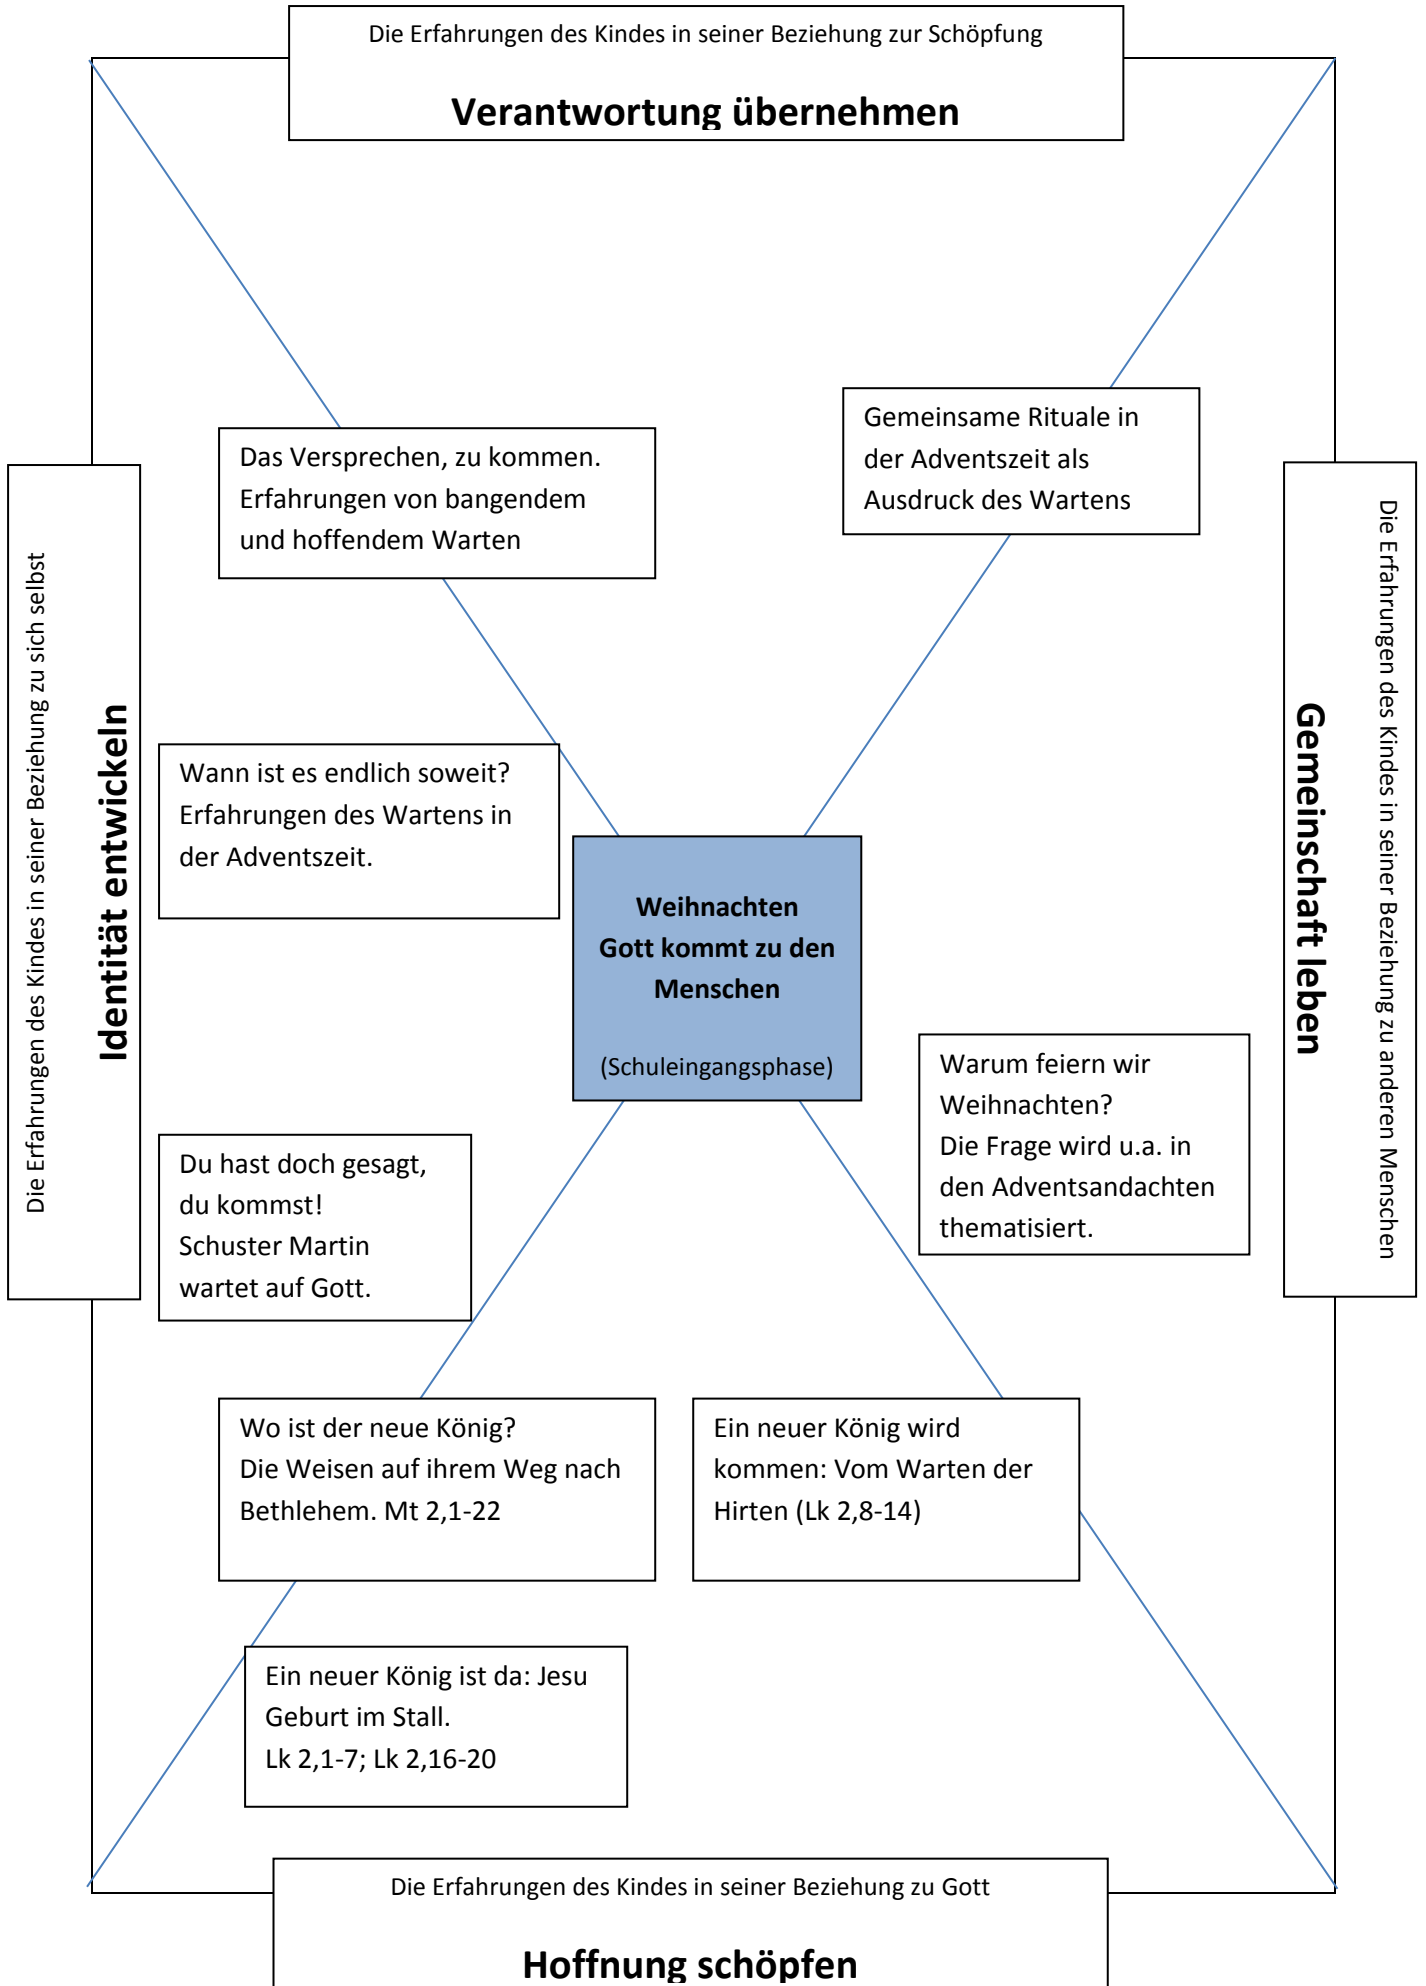 Die Erfahrungen des Kindes in seiner Beziehung zur Schöpfung
Verantwortung übernehmen
Das Versprechen, zu kommen.
Erfahrungen von bangendem
und hoffendem Warten
Gemeinsame Rituale in
der Adventszeit als
Ausdruck des Wartens
Die Erfahrungen des Kindes in seiner Beziehung zu sich selbst
Identität entwickeln
Gemeinschaft leben
Die Erfahrungen des Kindes in seiner Beziehung zu anderen Menschen
Wann ist es endlich soweit?
Erfahrungen des Wartens in
der Adventszeit.
Weihnachten
Gott kommt zu den
Menschen
(Schuleingangsphase)
Warum feiern wir
Weihnachten?
Die Frage wird u.a. in
den Adventsandachten
thematisiert.
Du hast doch gesagt,
du kommst!
Schuster Martin
wartet auf Gott.
Wo ist der neue König?
Die Weisen auf ihrem Weg nach
Bethlehem. Mt 2,1-22
Ein neuer König wird
kommen: Vom Warten der
Hirten (Lk 2,8-14)
Ein neuer König ist da: Jesu
Geburt im Stall.
Lk 2,1-7; Lk 2,16-20
Die Erfahrungen des Kindes in seiner Beziehung zu Gott
Hoffnung schöpfen